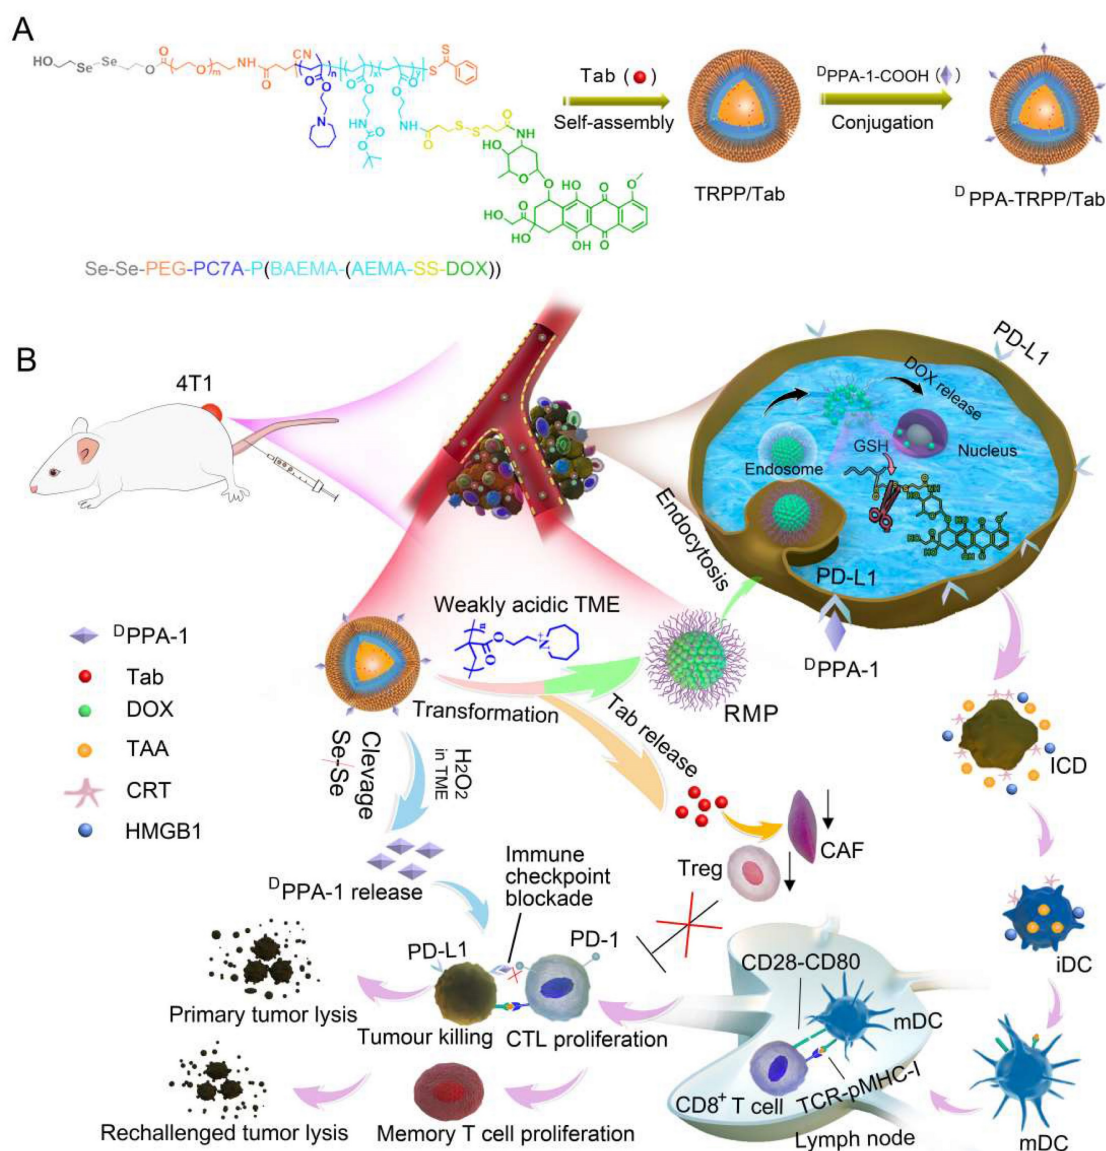 A
HO
Se
Se
O
O
O
m
NH
O
CN
n
x
y
S
S
O
O
O
O
O
O
N
NH
O
O
HN
O
S
S
O
NH
HO
O
O
OH
O
O
HO
O
OH
OH
O
Tab ( )
Self-assembly
TRPP/Tab
DPPA-1-COOH ( )
Conjugation
D PPA-TRPP/Tab
Se-Se-PEG-PC7A-P(BAEMA-(AEMA-SS-DOX))
B
4T1
PD-L1
DOX release
Nucleus
GSH
Endosome
Endocytosis
PD-L1
DPPA-1
Weakly acidic TME
n
O
O
N
+
Transformation
RMP
Tab release
DPPA-1
Tab
DOX
TAA
CRT
HMGB1
Clevage
Se-Se
H2O2
in TME
DPPA-1 release
ICD
CAF
Treg
Immune
checkpoint
blockade
PD-L1
PD-1
Tumour killing
CTL proliferation
Primary tumor lysis
Rechallenged tumor lysis
Memory T cell proliferation
CD28-CD80
mDC
CD8+ T cell
TCR-pMHC-I
Lymph node
iDC
mDC